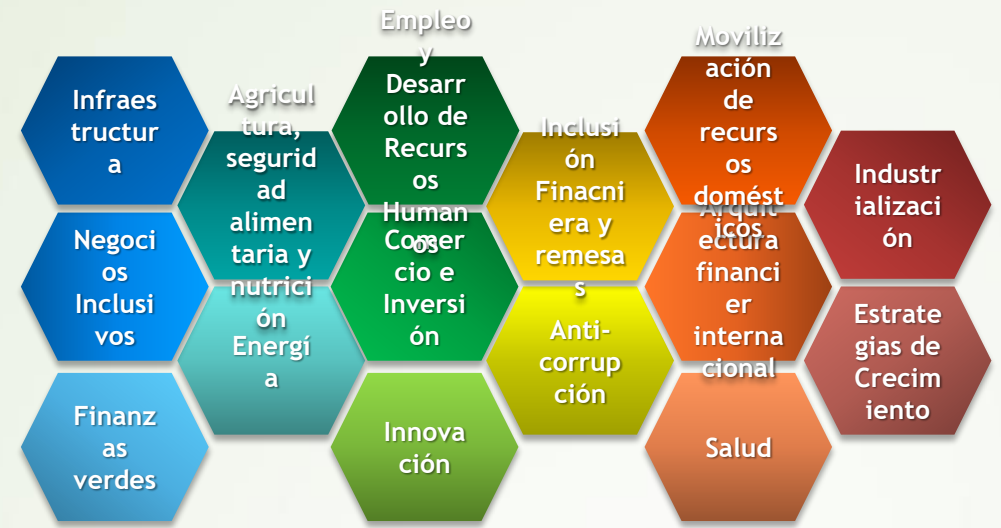 Infraes
tructur
a
Negoci
os
Inclusi
vos
Finanz
as
verdes
Agricul
tura,
segurid
ad
alimen
taria y
nutrici
ón
Energí
a
Empleo
y
Desarr
ollo de
Recurs
os
Human
os
Comer
cio e
Inversi
ón
Innova
ción
Inclusi
ón
Finacni
era y
remesa
s
Anti-
corrup
ción
Moviliz
ación
de
recurs
os
domést
icos
Arquit
ectura
financi
er
interna
cional
Salud
Industr
ializaci
ón
Estrate
gias de
Crecim
iento